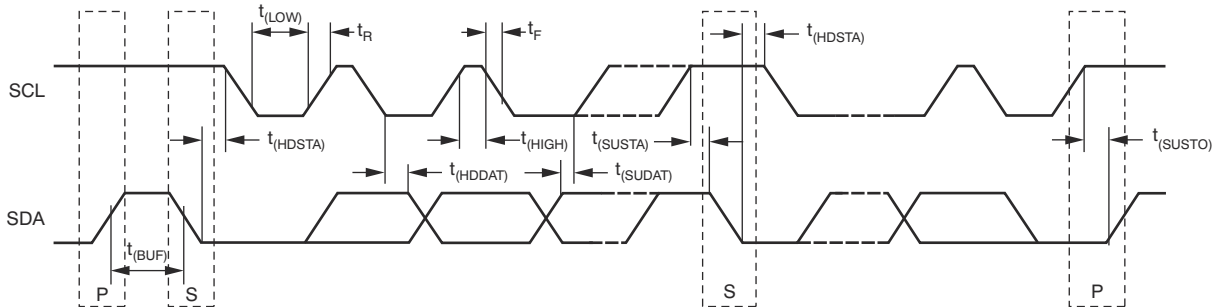 t(LOW)
tR
tF
t(HDSTA)
SCL
t(HDSTA)
t(HIGH)
t(SUSTA)
t(SUSTO)
t(HDDAT)
t(SUDAT)
SDA
t(BUF)
P
S
S
P